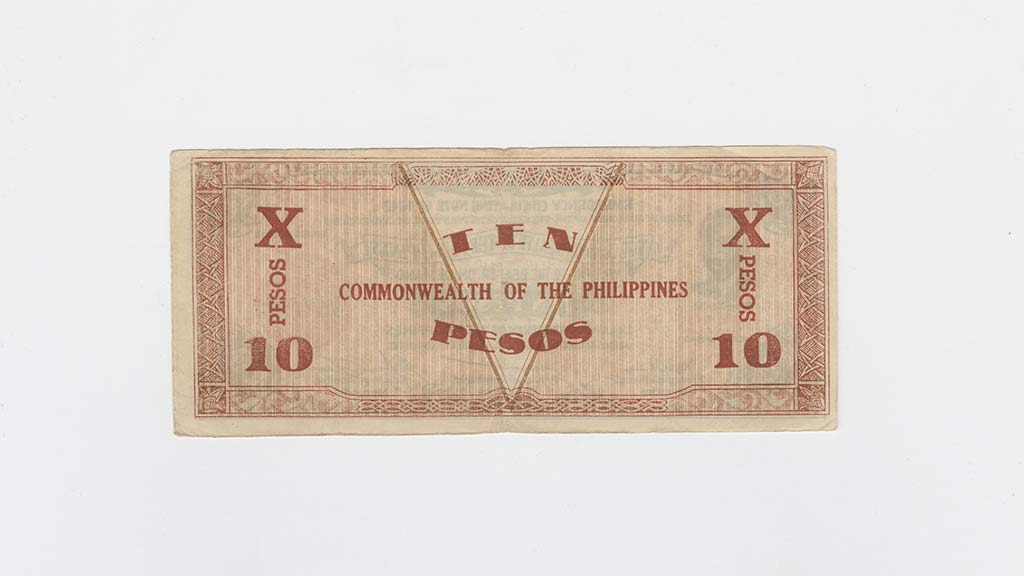 X
PESOS
10
TEN
COMMONWEALTH OF THE PHILIPPINES
PESOS
X
PESOS
10